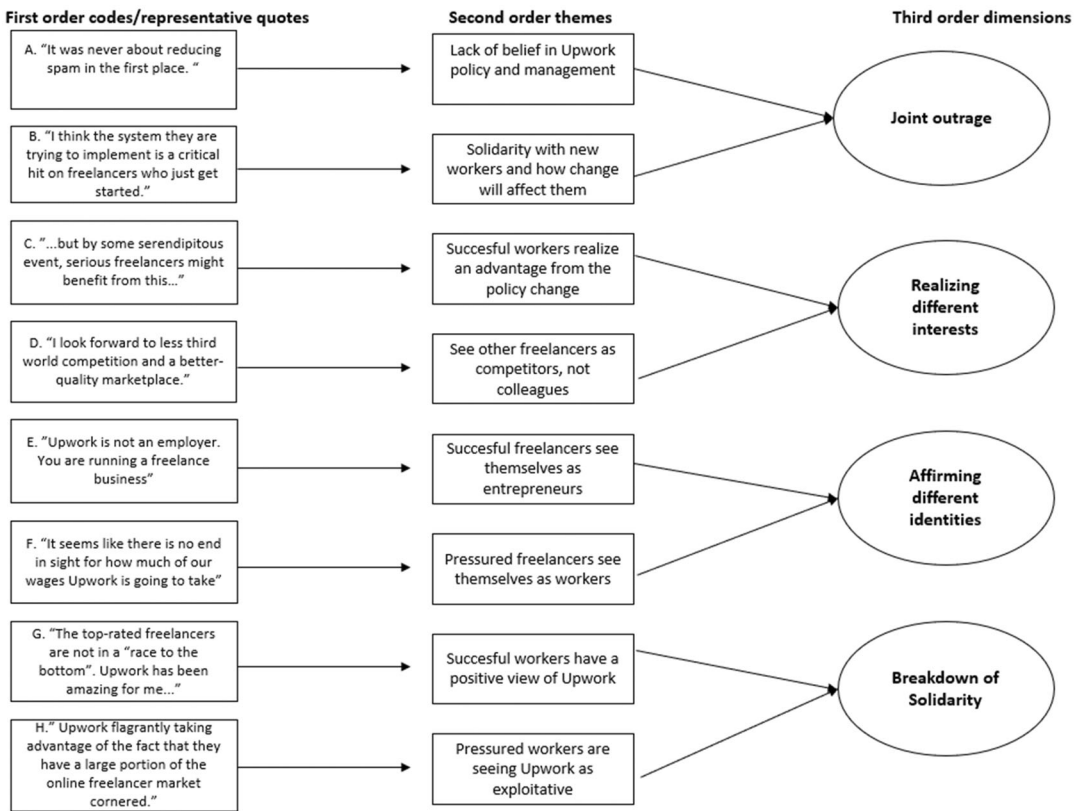 First order codes/representative quotes
Second order themes
Third order dimensions
A. “It was never about reducing
spam in the first place. “
Lack of belief in Upwork
policy and management
Joint outrage
B. “I think the system they are
trying to implement is a critical
hit on freelancers who just get
started.”
Solidarity with new
workers and how change
will affect them
C. ”...but by some serendipitous
event, serious freelancers might
benefit from this...”
Succesful workers realize
an advantage from the
policy change
Realizing
different
interests
D. “I look forward to less third
world competition and a better-
quality marketplace.”
See other freelancers as
competitors, not
colleagues
E. ”Upwork is not an employer.
You are running a freelance
business”
Succesful freelancers see
themselves as
entrepreneurs
Affirming
different
identities
F. “It seems like there is no end
in sight for how much of our
wages Upwork is going to take”
Pressured freelancers see
themselves as workers
G. “The top-rated freelancers
are not in a “race to the
bottom”. Upwork has been
amazing for me...”
Succesful workers have a
positive view of Upwork
Breakdown of
Solidarity
H.” Upwork flagrantly taking
advantage of the fact that they
have a large portion of the
online freelancer market
cornered.”
Pressured workers are
seeing Upwork as
exploitative